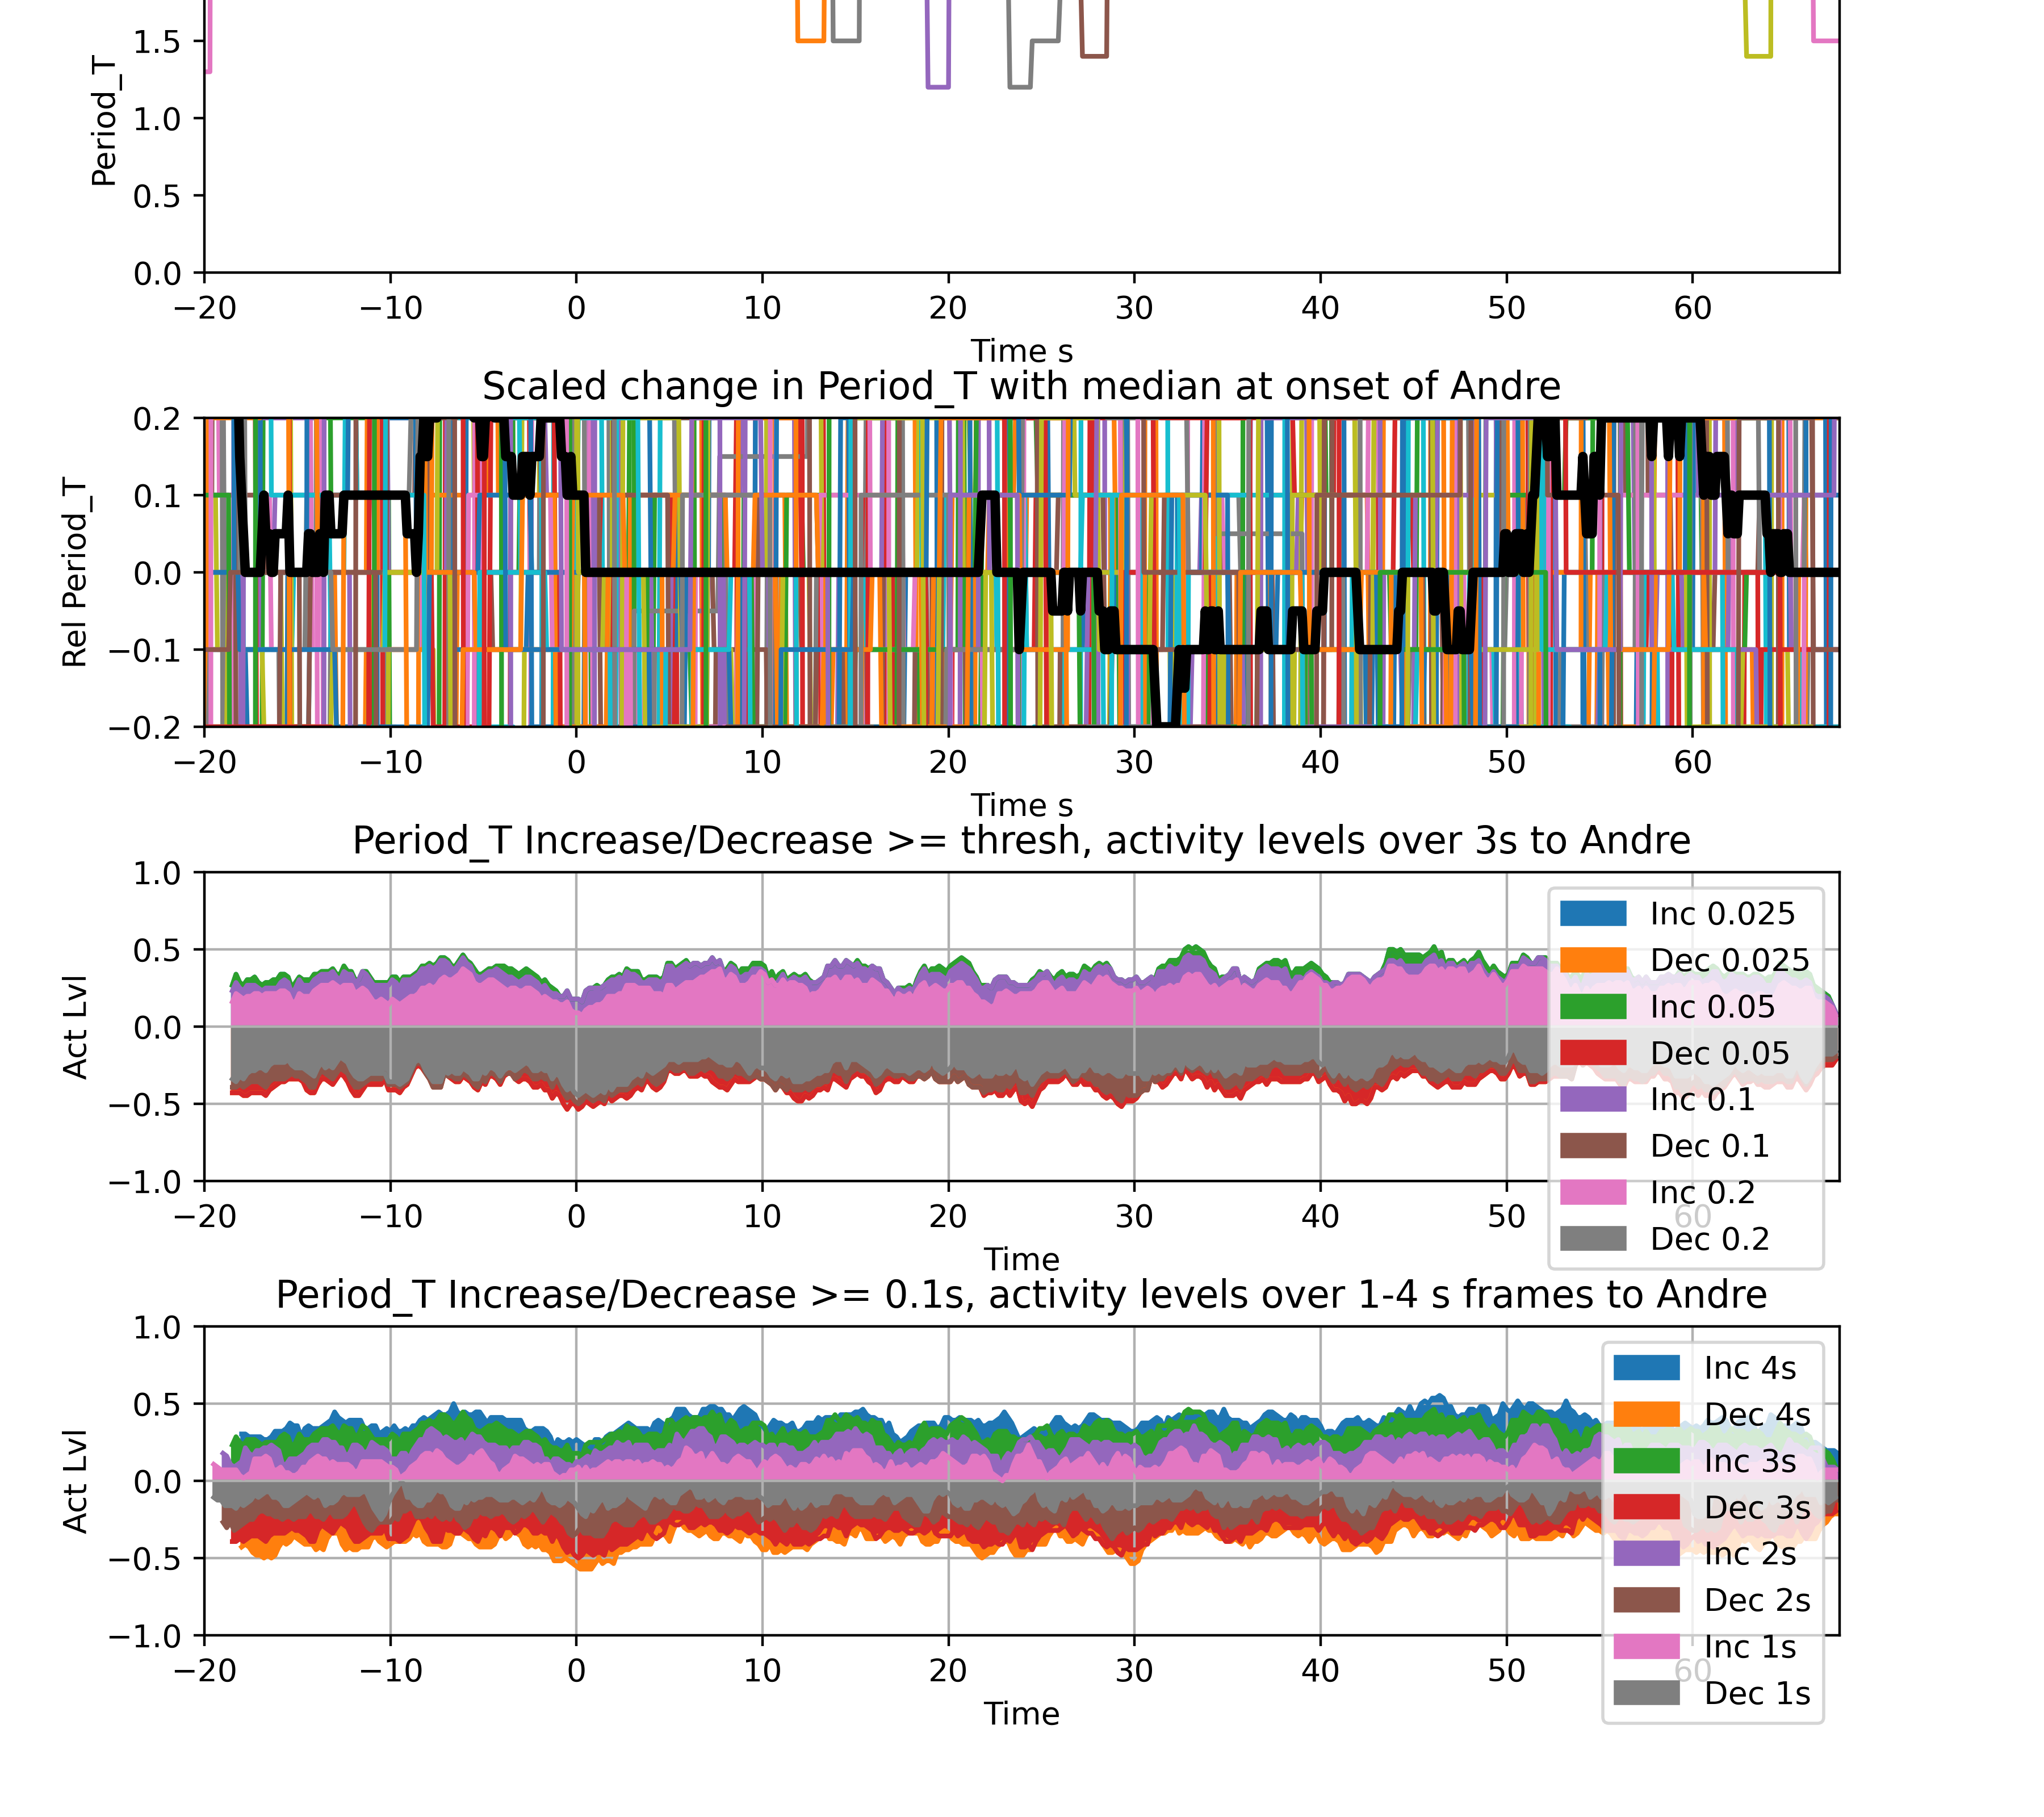 1.5
1.0
0.5
0.0
Period_T
−20 −10 0 10 20 30 40 50 60
Time s
Scaled change in Period_T with median at onset of Andre
0.2
0.1
0.0
−0.1
−0.2
Rel Period_T
−20 −10 0 10 20 30 40 50 60
Time s
Period_T Increase/Decrease >= thresh, activity levels over 3s to Andre
1.0
0.5
0.0
−0.5
−1.0
Act Lvl
Inc 0.025
Dec 0.025
Inc 0.05
Dec 0.05
Inc 0.1
Dec 0.1
Inc 0.2
Dec 0.2
−20 −10 0 10 20 30 40 50 60
Time
Period_T Increase/Decrease >= 0.1s, activity levels over 1-4 s frames to Andre
1.0
0.5
0.0
−0.5
−1.0
Act Lvl
Inc 4s
Dec 4s
Inc 3s
Dec 3s
Inc 2s
Dec 2s
Inc 1s
Dec 1s
−20 −10 0 10 20 30 40 50 60
Time